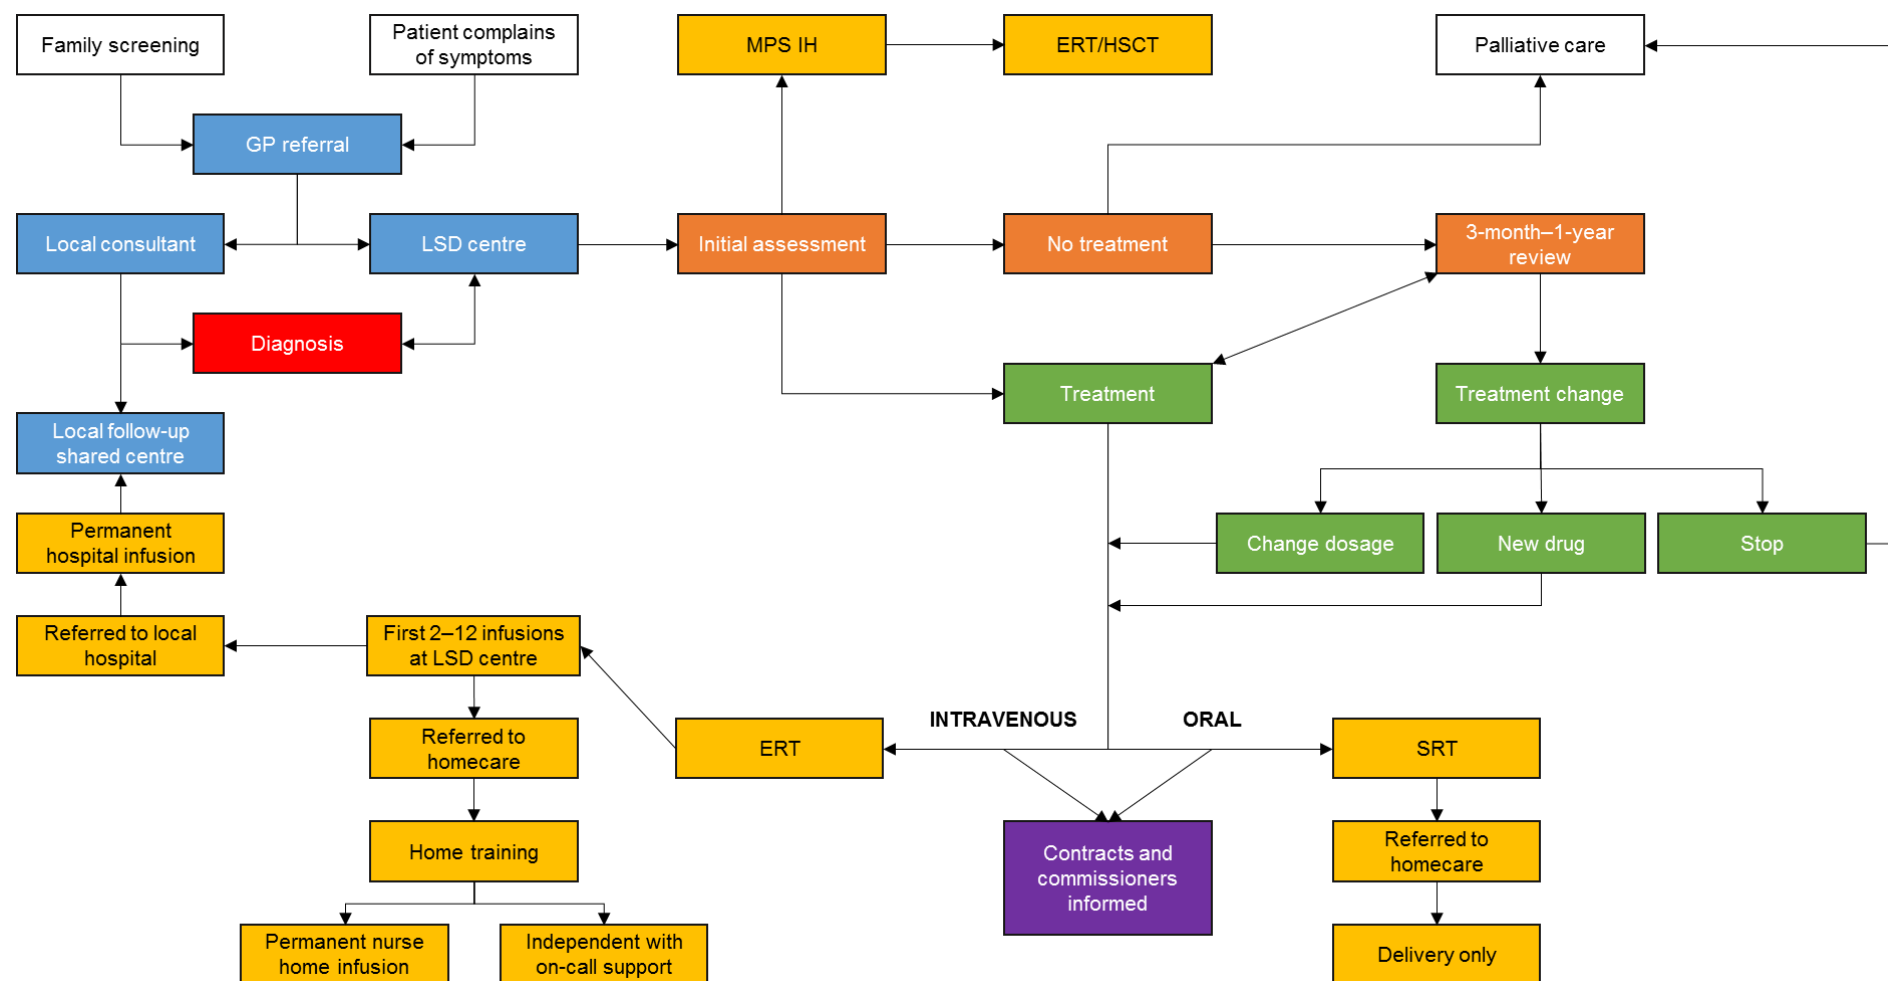 Family screening
Patient complains
of symptoms
MPS IH
ERT/HSCT
Palliative care
GP referral
Local consultant
LSD centre
Initial assessment
No treatment
3-month–1-year
review
Diagnosis
Treatment
Treatment change
Local follow-up
shared centre
Permanent
hospital infusion
Change dosage
New drug
Stop
Referred to local
hospital
First 2–12 infusions
at LSD centre
INTRAVENOUS
ORAL
Referred to
homecare
ERT
SRT
Home training
Contracts and
commissioners
informed
Referred to
homecare
Permanent nurse
home infusion
Independent with
on-call support
Delivery only